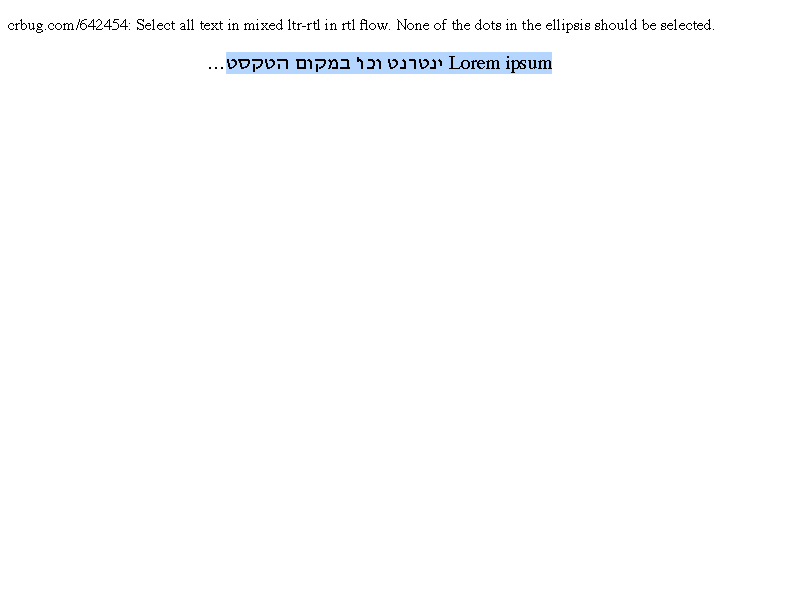 crbug.com/642454: Select all text in mixed ltr-rtl in rtl flow. None of the dots in the ellipsis should be selected.
Lorem ipsum ינטרנט וכו' במקום הטקסט...